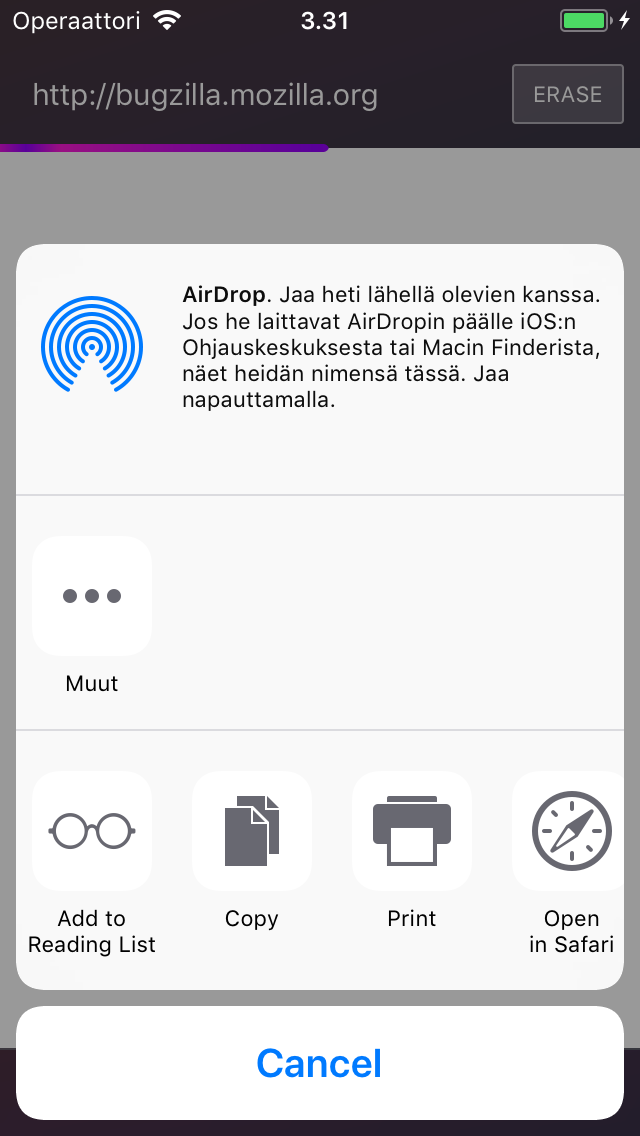 Operaattori 3.31
http://bugzilla.mozilla.org ERASE
AirDrop. Jaa heti lähellä olevien kanssa.
Jos he laittavat AirDropin päälle iOS:n
Ohjauskeskuksesta tai Macin Finderista,
näet heidän nimensä tässä. Jaa
napauttamalla.
Muut
Add to
Reading List
Copy
Print
Open
in Safari
Cancel